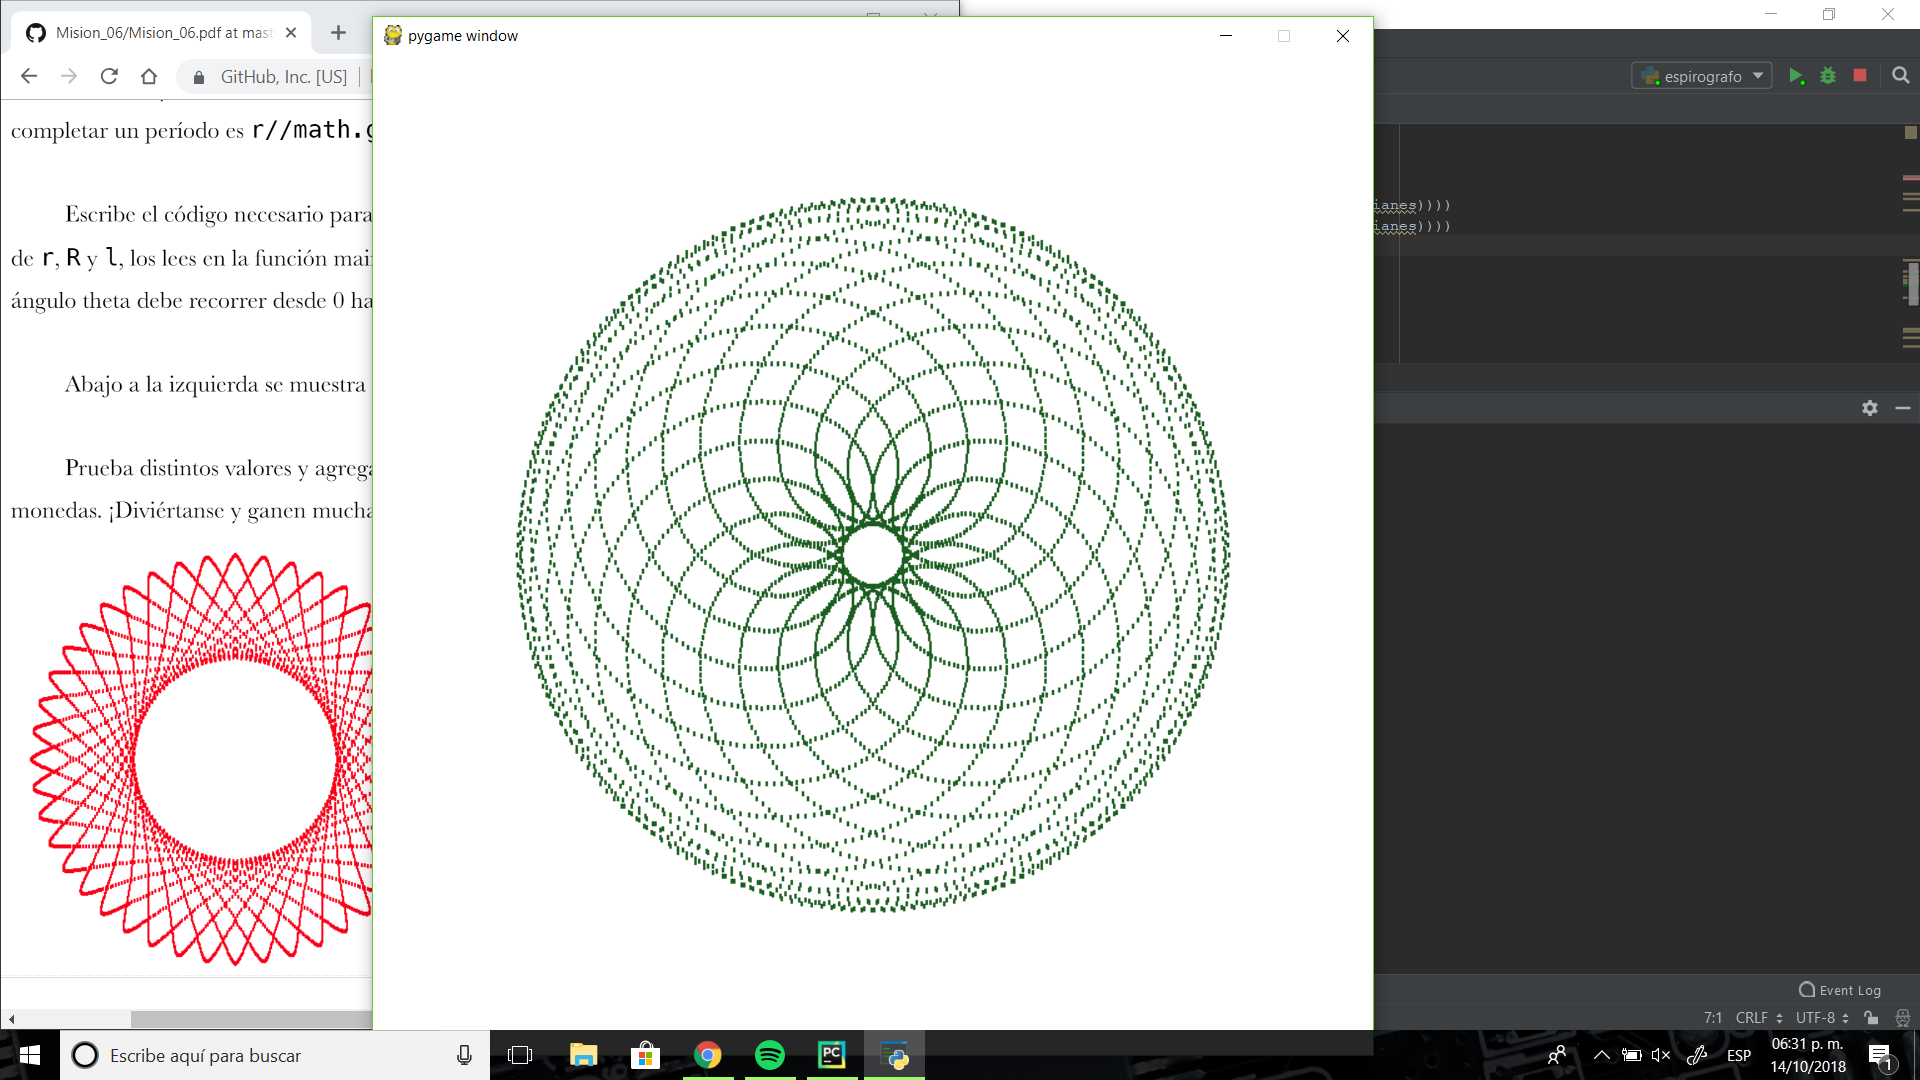 Mision_06/Mision_06.pdf at mast
GitHub, Inc. [US]
pygame window
completar un período es r//math.g
Escribe el código necesario para
de r, R y l, los lees en la función mai
ángulo theta debe recorrer desde 0 ha
Abajo a la izquierda se muestra
Prueba distintos valores y agrega
monedas. ¡Diviértanse y ganen mucha
espirografo
ianes))))
ianes))))
Event Log
7:1 CRLF UTF-8
Escribe aquí para buscar
PC
ESP
06:31 p. m.
14/10/2018
1